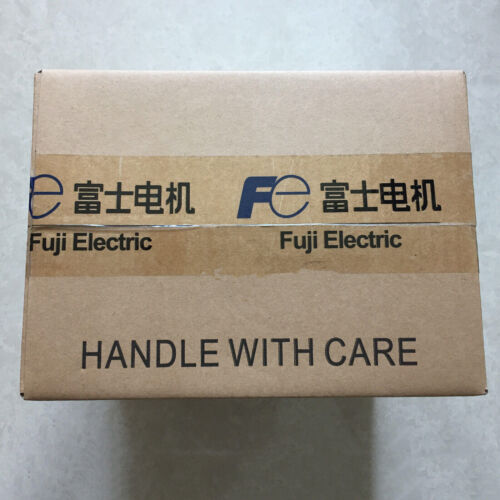 Fe 富士电机 Fe 富士电机
Fuji Electric Fuji Electric
HANDLE WITH CARE